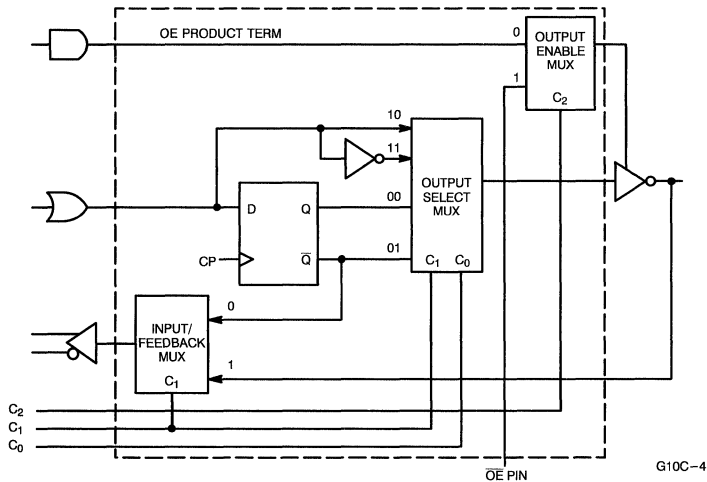 OE PRODUCT TERM
0
OUTPUT
ENABLE
MUX
1
C₂
10
11
OUTPUT
SELECT
MUX
D
Q
00
CP
Q̅
01
C₁
C₀
0
INPUT/
FEEDBACK
MUX
1
C₁
C₂
C₁
C₀
O̅E̅ PIN
G10C–4